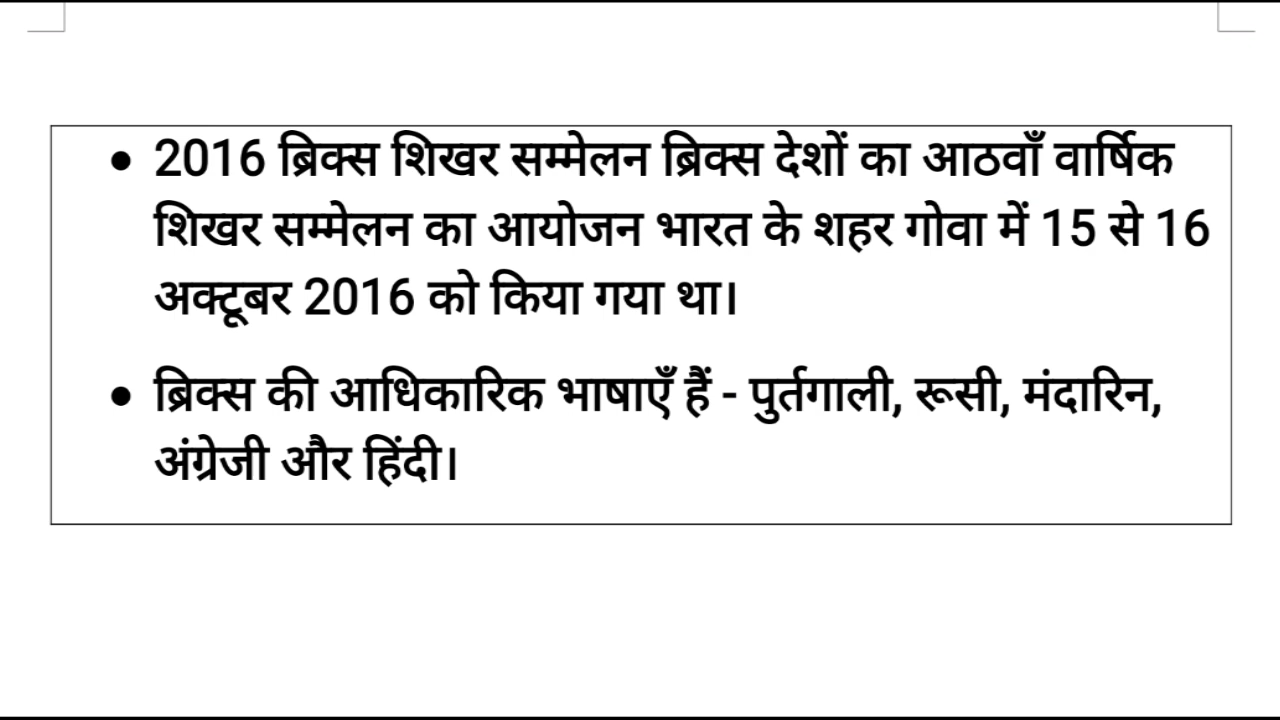 • 2016 ब्रिक्स शिखर सम्मेलन ब्रिक्स देशों का आठवाँ वार्षिक
शिखर सम्मेलन का आयोजन भारत के शहर गोवा में 15 से 16
अक्टूबर 2016 को किया गया था।
• ब्रिक्स की आधिकारिक भाषाएँ हैं - पुर्तगाली, रूसी, मंदारिन,
अंग्रेजी और हिंदी।